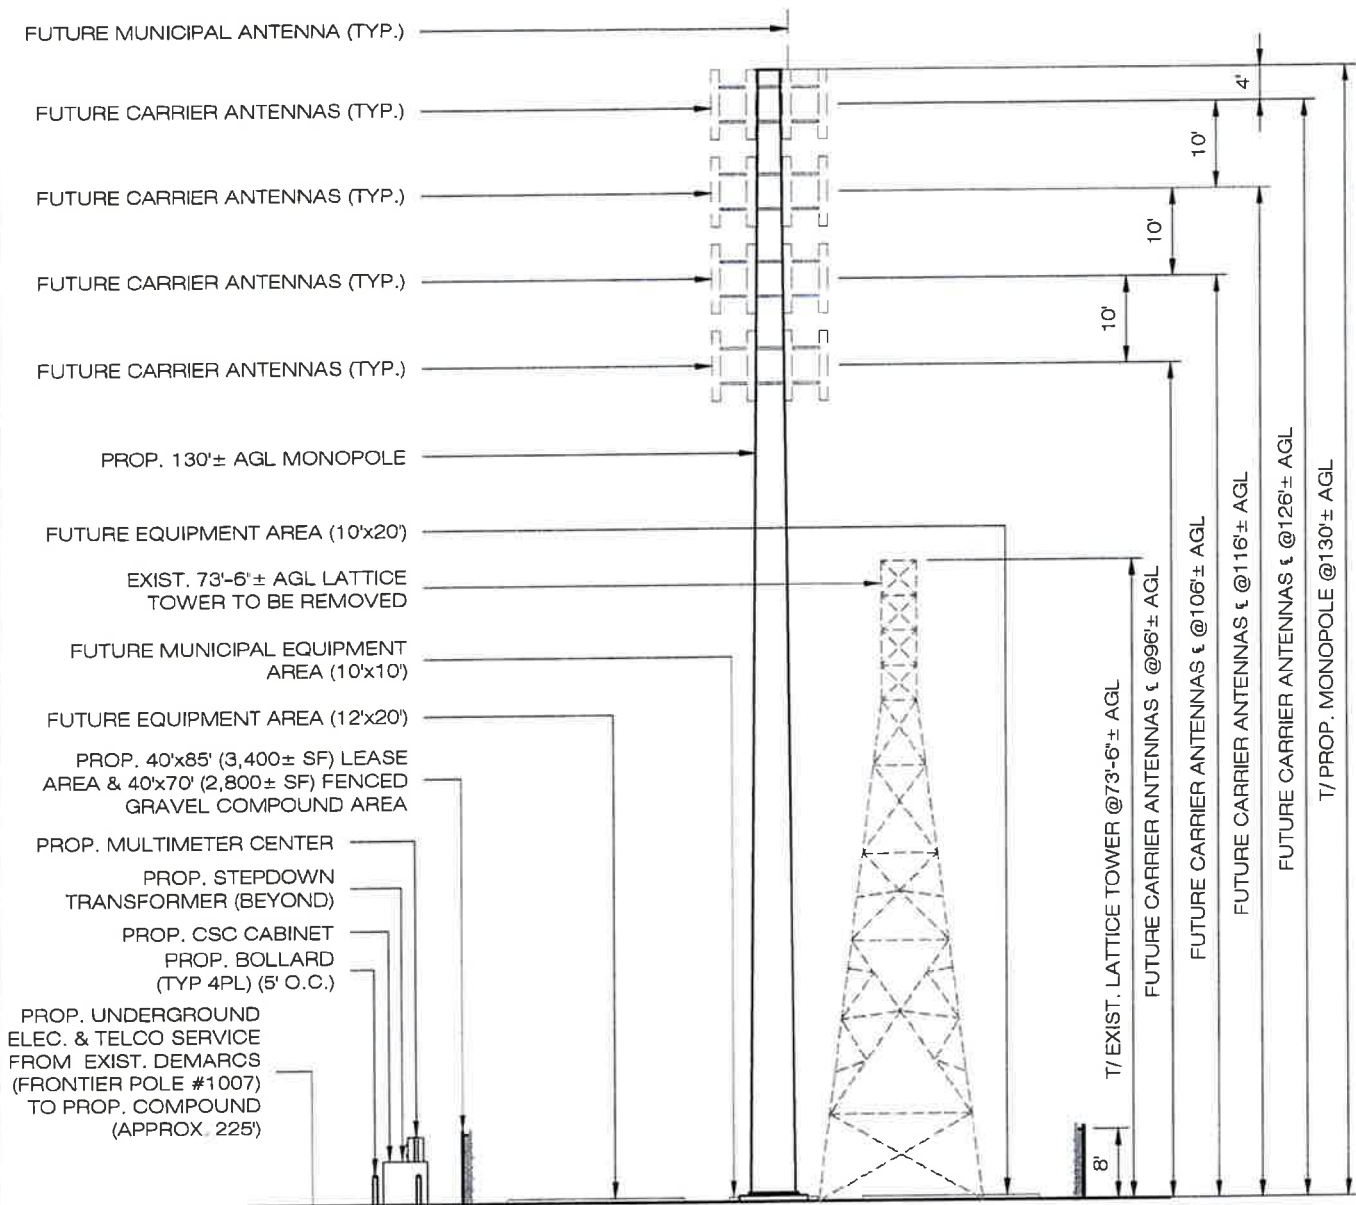 FUTURE MUNICIPAL ANTENNA (TYP.)
FUTURE CARRIER ANTENNAS (TYP.)
FUTURE CARRIER ANTENNAS (TYP.)
FUTURE CARRIER ANTENNAS (TYP.)
FUTURE CARRIER ANTENNAS (TYP.)
PROP. 130'± AGL MONOPOLE
FUTURE EQUIPMENT AREA (10'x20')
EXIST. 73'-6"± AGL LATTICE
TOWER TO BE REMOVED
FUTURE MUNICIPAL EQUIPMENT
AREA (10'x10')
FUTURE EQUIPMENT AREA (12'x20')
PROP. 40'x85' (3,400± SF) LEASE
AREA & 40'x70' (2,800± SF) FENCED
GRAVEL COMPOUND AREA
PROP. MULTIMETER CENTER
PROP. STEPDOWN
TRANSFORMER (BEYOND)
PROP. CSC CABINET
PROP. BOLLARD
(TYP 4PL) (5' O.C.)
PROP. UNDERGROUND
ELEC. & TELCO SERVICE
FROM EXIST. DEMARCS
(FRONTIER POLE #1007)
TO PROP. COMPOUND
(APPROX. 225')
4'
10'
10'
10'
8'
T/ EXIST. LATTICE TOWER @73'-6"± AGL
FUTURE CARRIER ANTENNAS ℄ @96'± AGL
FUTURE CARRIER ANTENNAS ℄ @106'± AGL
FUTURE CARRIER ANTENNAS ℄ @116'± AGL
FUTURE CARRIER ANTENNAS ℄ @126'± AGL
T/ PROP. MONOPOLE @130'± AGL